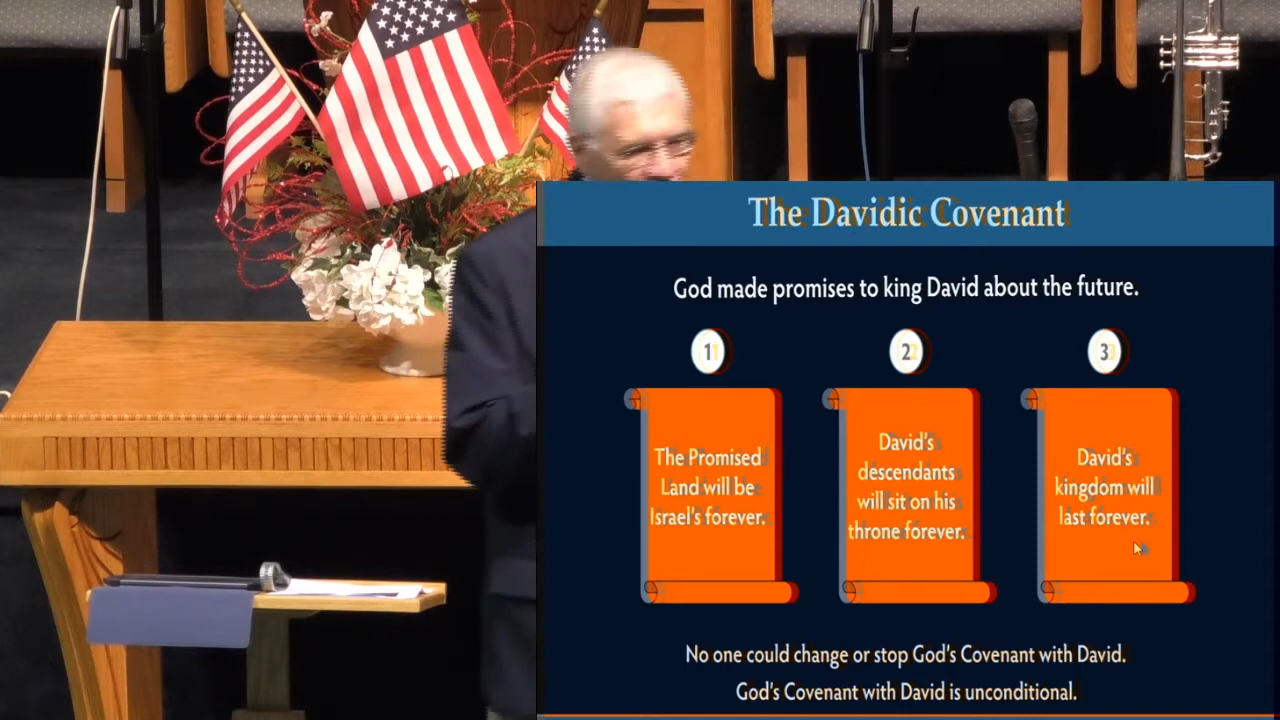 The Davidic Covenant
God made promises to king David about the future.
1
2
3
The Promised
Land will be
Israel's forever.
David's
descendants
will sit on his
throne forever.
David's
kingdom will
last forever.
No one could change or stop God's Covenant with David.
God's Covenant with David is unconditional.